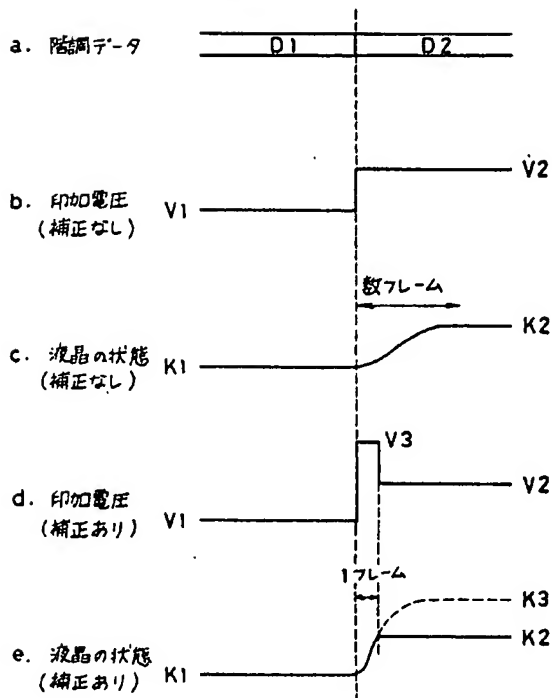 a. 階調データ D1 D2
b. 印加電圧 V1 V2
(補正なし)
数フレーム
c. 液晶の状態 K1 K2
(補正なし)
V3
d. 印加電圧 V1 V2
(補正あり)
1フレーム
K3
K2
e. 液晶の状態 K1
(補正あり)